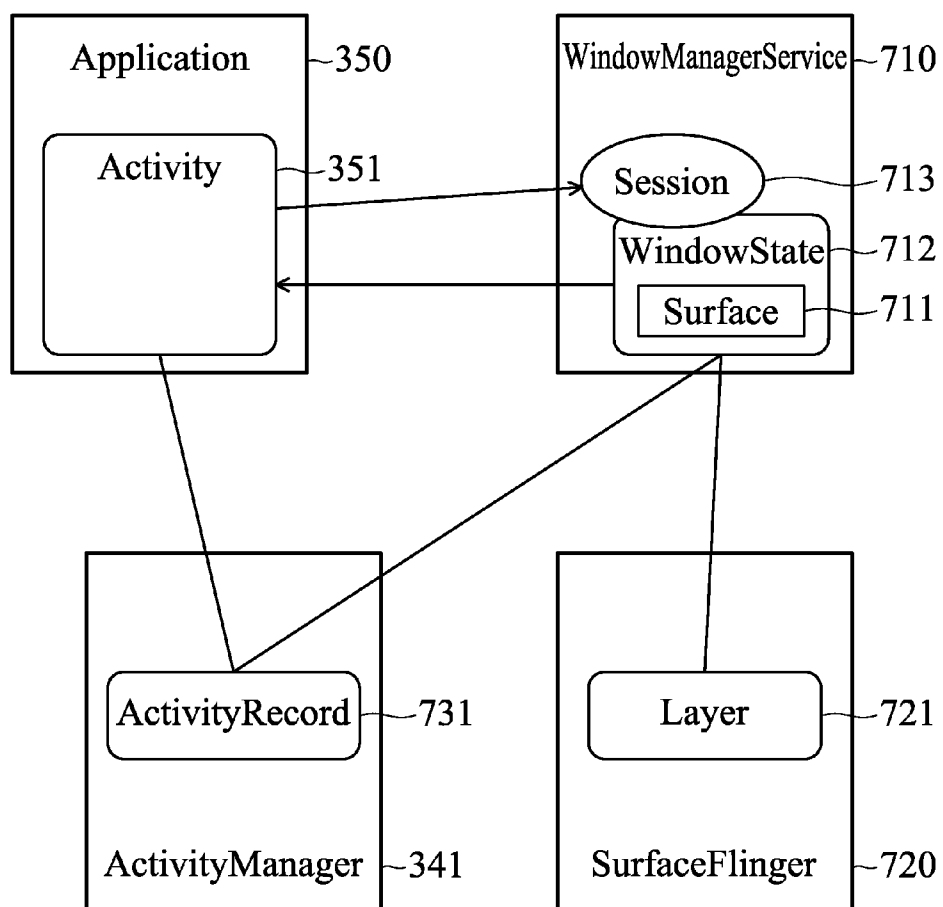 Application 350
Activity 351
WindowManagerService 710
Session 713
WindowState 712
Surface 711
ActivityRecord 731
ActivityManager 341
Layer 721
SurfaceFlinger 720